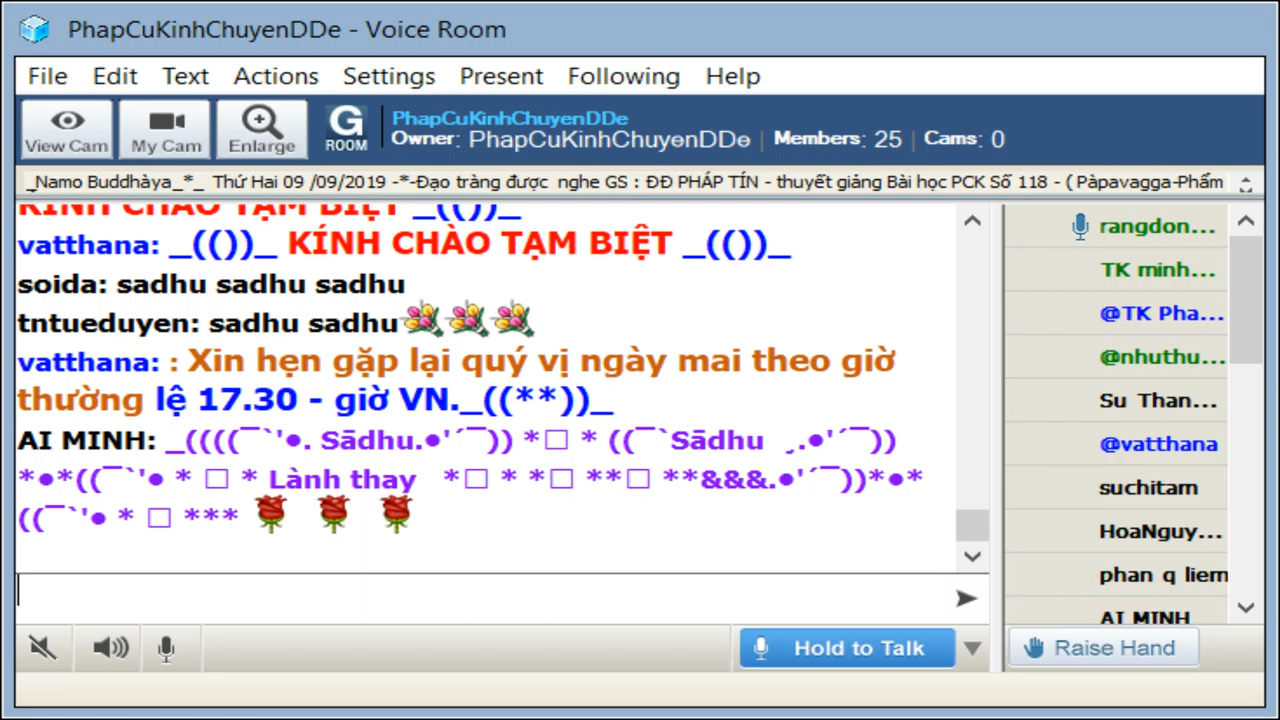 PhapCuKinhChuyenDDe - Voice Room
File Edit Text Actions Settings Present Following Help
View Cam My Cam Enlarge G ROOM
PhapCuKinhChuyenDDe
Owner: PhapCuKinhChuyenDDe | Members: 25 | Cams: 0
_Namo Buddhàya_*_ Thứ Hai 09 /09/2019 -*-Đạo tràng được nghe GS : ĐĐ PHÁP TÍN - thuyết giảng Bài học PCK Số 118 - ( Pàpavagga-Phẩm
KÍNH CHÀO TẠM BIỆT _(())_
vatthana: _(())_ KÍNH CHÀO TẠM BIỆT _(())_
soida: sadhu sadhu sadhu
tntueduyen: sadhu sadhu
vatthana: : Xin hẹn gặp lại quý vị ngày mai theo giờ
thường lệ 17.30 - giờ VN._((**))_
AI MINH: _((((¯`'●. Sādhu.●'´¯)) *□ * ((¯`Sādhu ¸.●'´¯))
*●*((¯`'● * □ * Lành thay *□ * *□ **□ **&&&.●'´¯))*●*
((¯`'● * □ ***
rangdon...
TK minh...
@TK Pha...
@nhuthu...
Su Than...
@vatthana
suchitam
HoaNguy...
phan q liem
AI MINH
Hold to Talk
Raise Hand